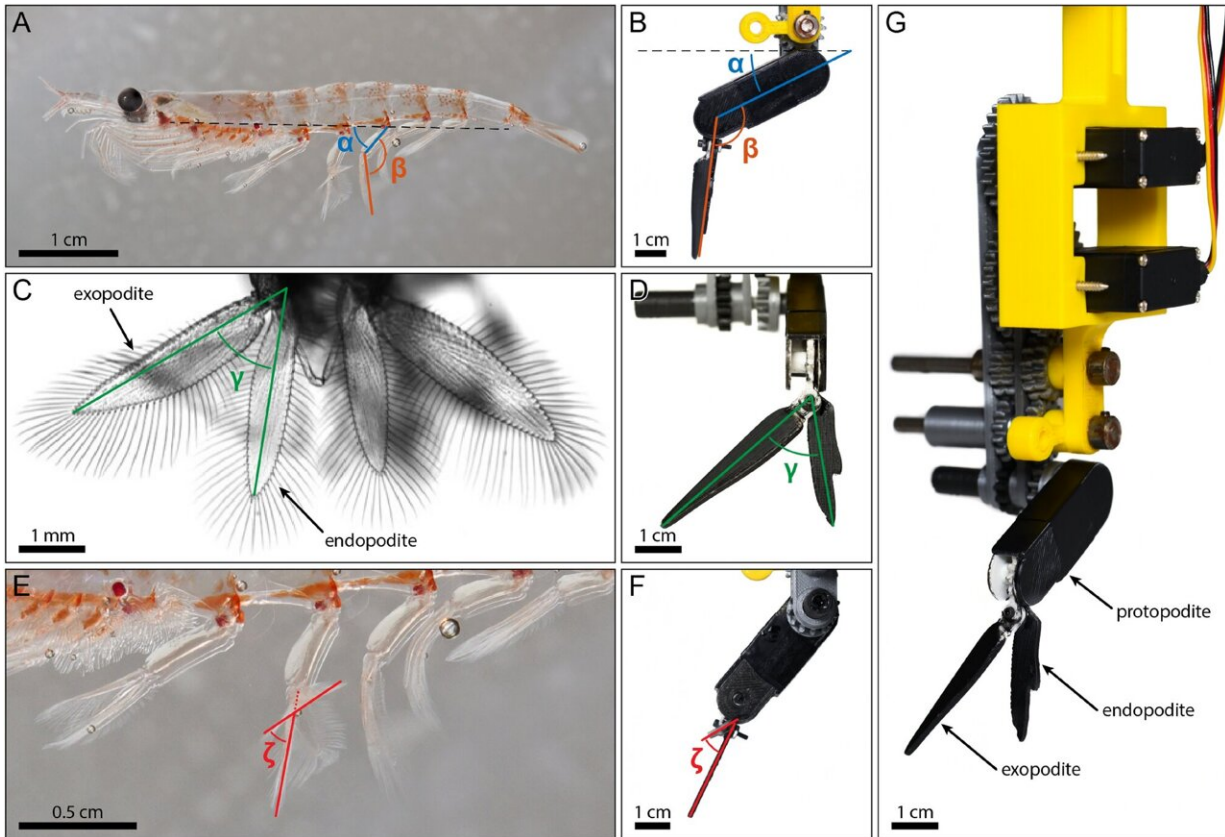 A
α
β
1 cm
B
α
β
1 cm
C
exopodite
γ
endopodite
1 mm
D
γ
1 cm
E
ζ
0.5 cm
F
ζ
1 cm
G
protopodite
endopodite
exopodite
1 cm